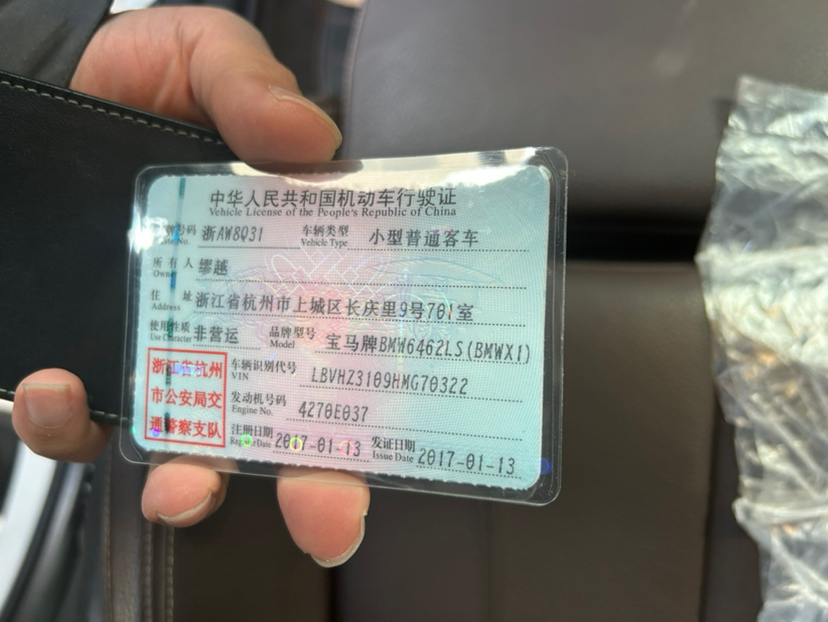 中华人民共和国机动车行驶证
Vehicle License of the People's Republic of China
号码 浙AW8Q31 车辆类型 小型普通客车
No. Vehicle Type
所有人 缪越
Owner
住址 浙江省杭州市上城区长庆里9号701室
Address
使用性质 非营运 品牌型号 宝马牌BMW6462LS(BMWX1)
Use Character Model
浙江省杭州
市公安局交
通警察支队
车辆识别代号 LBVHZ3109HMG70322
VIN
发动机号码 4270E037
Engine No.
注册日期 2017-01-13 发证日期 2017-01-13
Register Date Issue Date